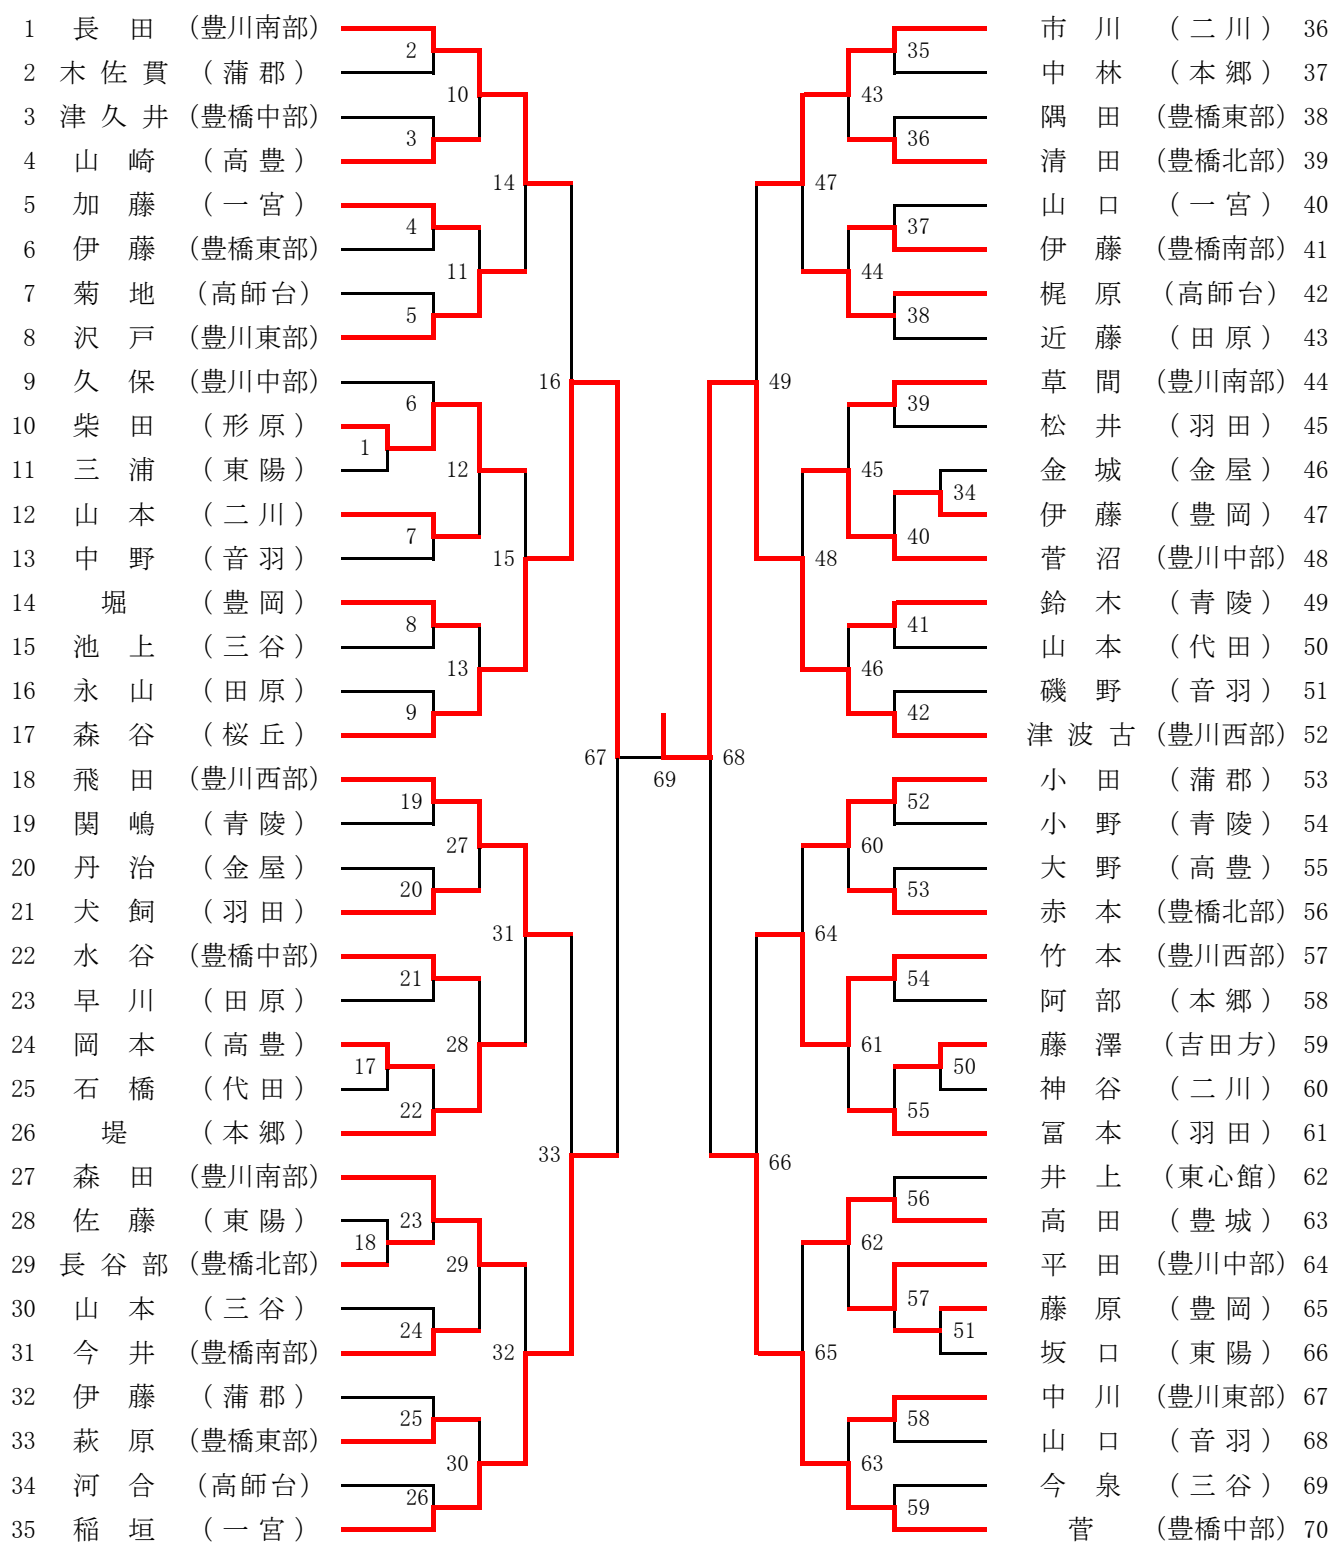 1 長田 (豊川南部)
2 木佐貫 (蒲郡)
3 津久井 (豊橋中部)
4 山崎 (高豊)
5 加藤 (一宮)
6 伊藤 (豊橋東部)
7 菊地 (高師台)
8 沢戸 (豊川東部)
9 久保 (豊川中部)
10 柴田 (形原)
11 三浦 (東陽)
12 山本 (二川)
13 中野 (音羽)
14 堀 (豊岡)
15 池上 (三谷)
16 永山 (田原)
17 森谷 (桜丘)
18 飛田 (豊川西部)
19 関嶋 (青陵)
20 丹治 (金屋)
21 犬飼 (羽田)
22 水谷 (豊橋中部)
23 早川 (田原)
24 岡本 (高豊)
25 石橋 (代田)
26 堤 (本郷)
27 森田 (豊川南部)
28 佐藤 (東陽)
29 長谷部 (豊橋北部)
30 山本 (三谷)
31 今井 (豊橋南部)
32 伊藤 (蒲郡)
33 萩原 (豊橋東部)
34 河合 (高師台)
35 稲垣 (一宮)
2
10
3
14
4
11
5
16
6
1
12
7
15
8
13
9
67
19
27
20
31
21
28
17
22
33
23
18
29
24
32
25
30
26
69
68
35
43
36
47
37
44
38
49
39
45
34
40
48
41
46
42
52
60
53
64
54
61
50
55
66
56
62
57
51
65
58
63
59
市川 (二川) 36
中林 (本郷) 37
隅田 (豊橋東部) 38
清田 (豊橋北部) 39
山口 (一宮) 40
伊藤 (豊橋南部) 41
梶原 (高師台) 42
近藤 (田原) 43
草間 (豊川南部) 44
松井 (羽田) 45
金城 (金屋) 46
伊藤 (豊岡) 47
菅沼 (豊川中部) 48
鈴木 (青陵) 49
山本 (代田) 50
磯野 (音羽) 51
津波古 (豊川西部) 52
小田 (蒲郡) 53
小野 (青陵) 54
大野 (高豊) 55
赤本 (豊橋北部) 56
竹本 (豊川西部) 57
阿部 (本郷) 58
藤澤 (吉田方) 59
神谷 (二川) 60
冨本 (羽田) 61
井上 (東心館) 62
高田 (豊城) 63
平田 (豊川中部) 64
藤原 (豊岡) 65
坂口 (東陽) 66
中川 (豊川東部) 67
山口 (音羽) 68
今泉 (三谷) 69
菅 (豊橋中部) 70